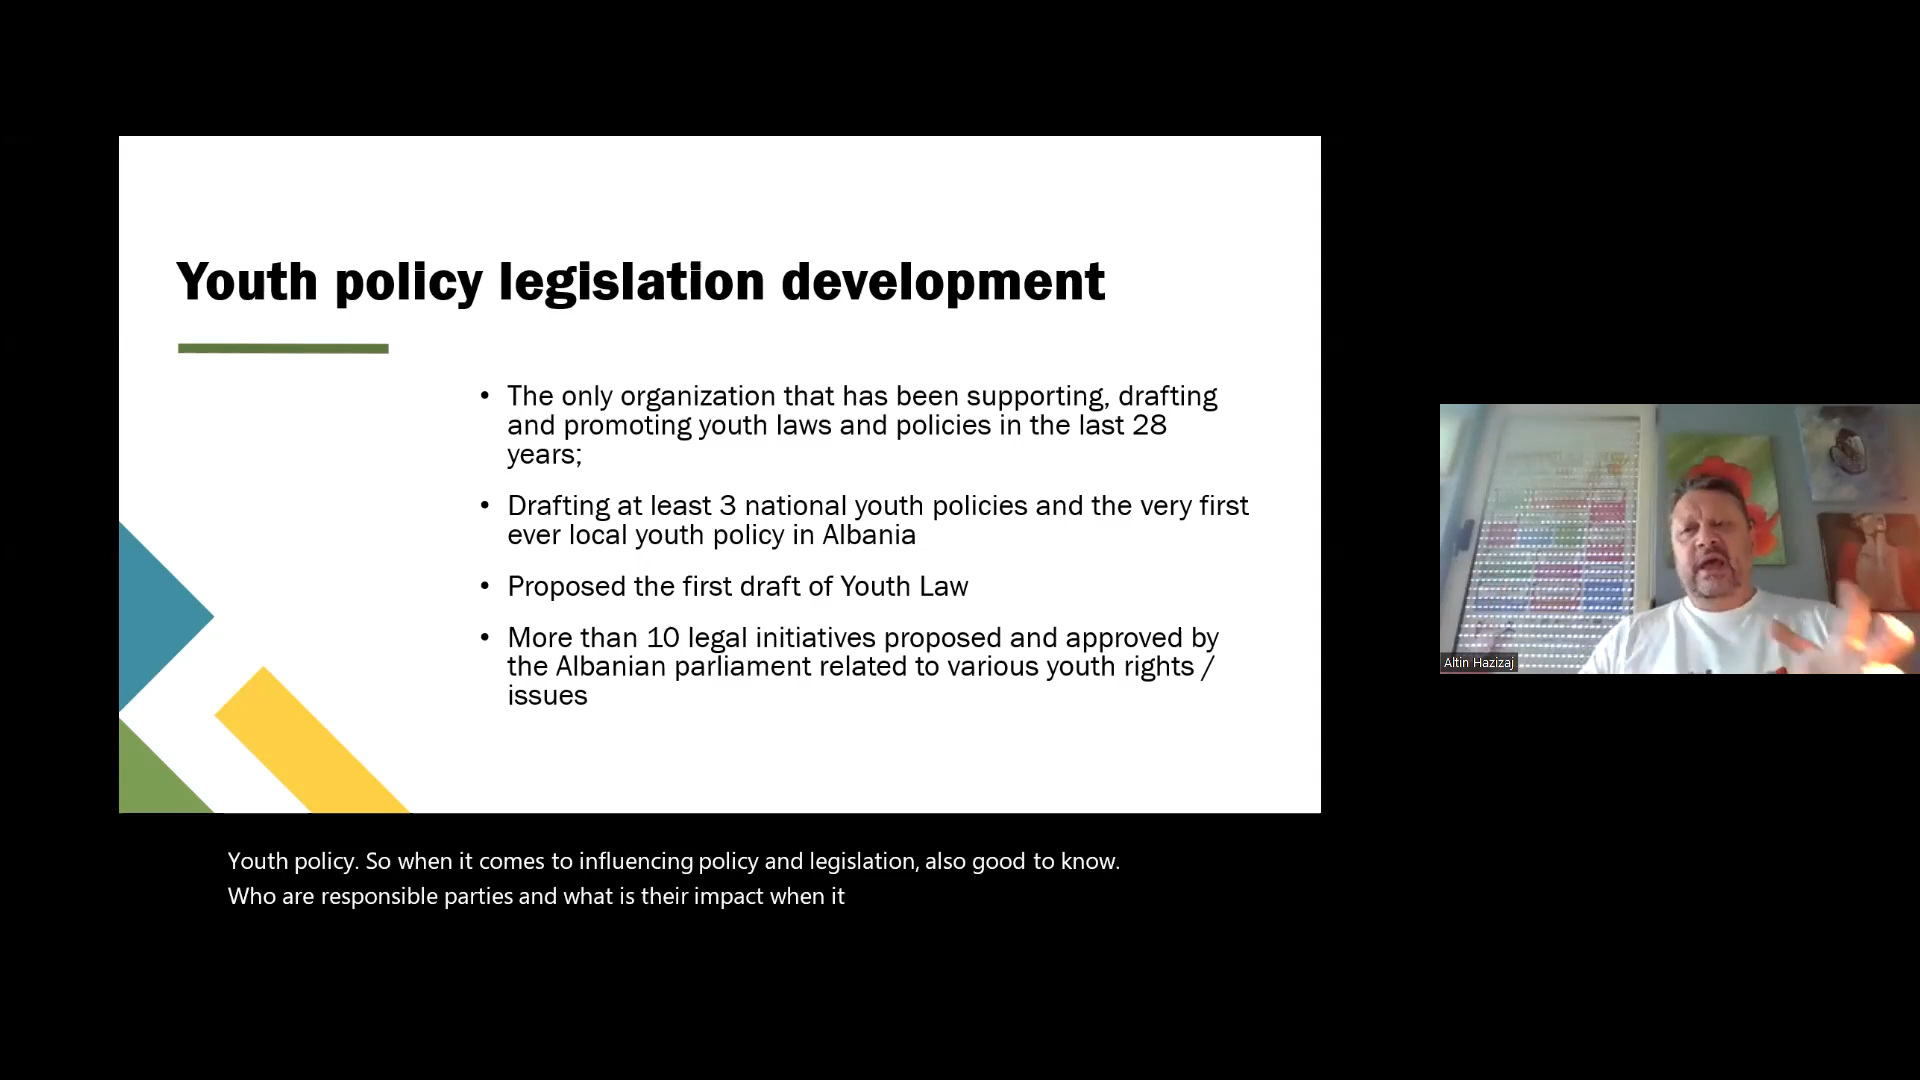 Youth policy legislation development
• The only organization that has been supporting, drafting
and promoting youth laws and policies in the last 28
years;
• Drafting at least 3 national youth policies and the very first
ever local youth policy in Albania
• Proposed the first draft of Youth Law
• More than 10 legal initiatives proposed and approved by
the Albanian parliament related to various youth rights /
issues
Altin Hazizaj
Youth policy. So when it comes to influencing policy and legislation, also good to know.
Who are responsible parties and what is their impact when it